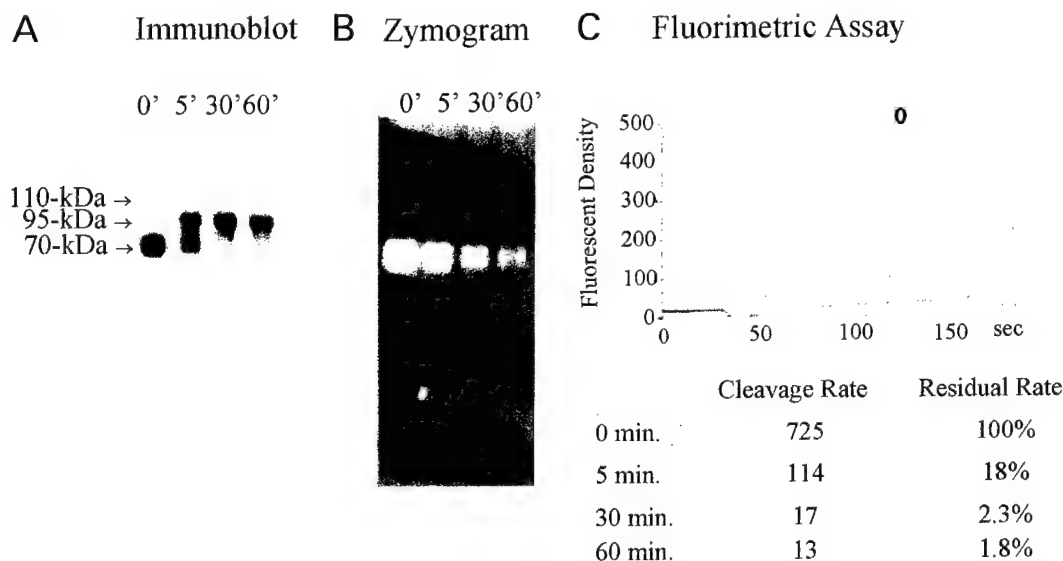 A Immunoblot B Zymogram C Fluorimetric Assay
0’ 5’ 30’ 60’
110-kDa →
95-kDa →
70-kDa →
0’ 5’ 30’ 60’
0
Fluorescent Density
500
400
300
200
100
0
0 50 100 150 sec
Cleavage Rate Residual Rate
0 min. 725 100%
5 min. 114 18%
30 min. 17 2.3%
60 min. 13 1.8%